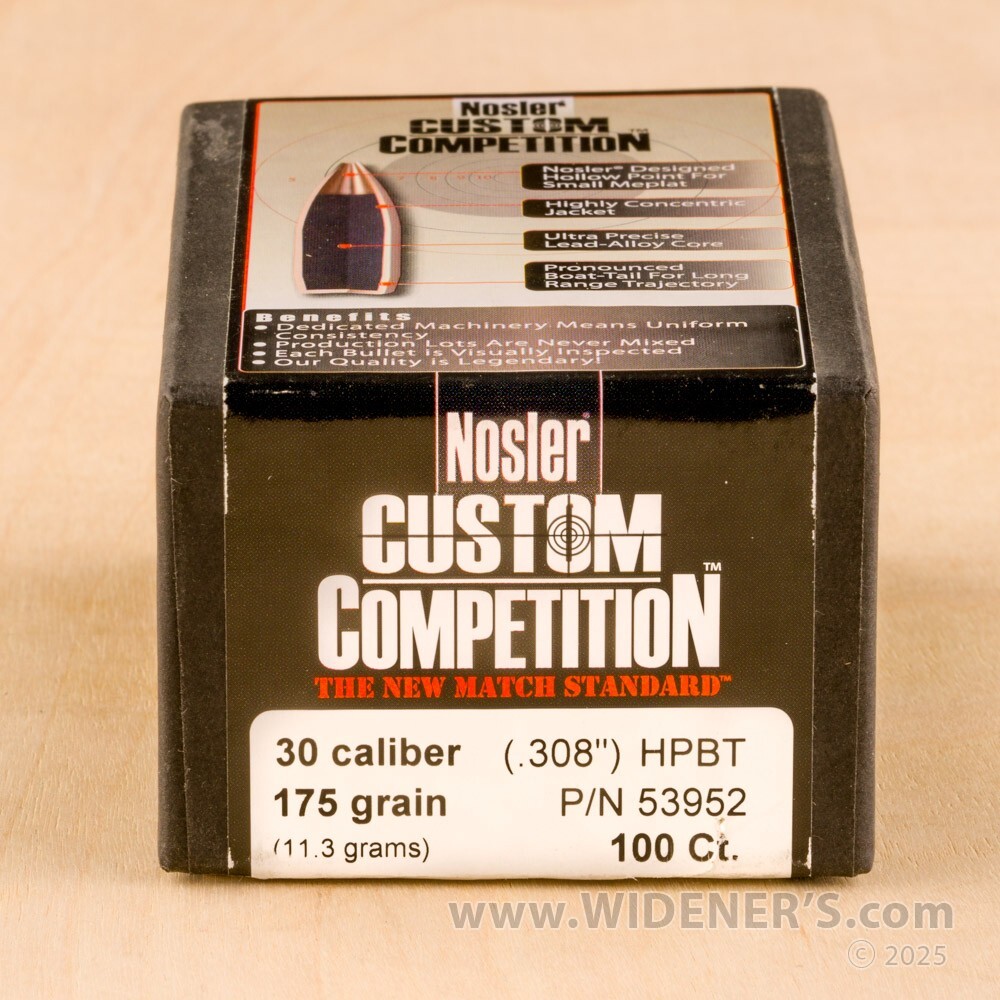 Nosler®
CUSTOM
COMPETITION™
Nosler® Designed
Hollow Point For
Small Meplat
Highly Concentric
Jacket
Ultra Precise
Lead-Alloy Core
Pronounced
Boat-Tail For Long
Range Trajectory
Benefits
• Dedicated Machinery Means Uniform
Consistency
• Production Lots Are Never Mixed
• Each Bullet is Visually Inspected
• Our Quality is Legendary!
Nosler®
CUSTOM
COMPETITION™
THE NEW MATCH STANDARD™
30 caliber (.308") HPBT
175 grain P/N 53952
(11.3 grams) 100 Ct.
www.WIDENER'S.com
© 2025